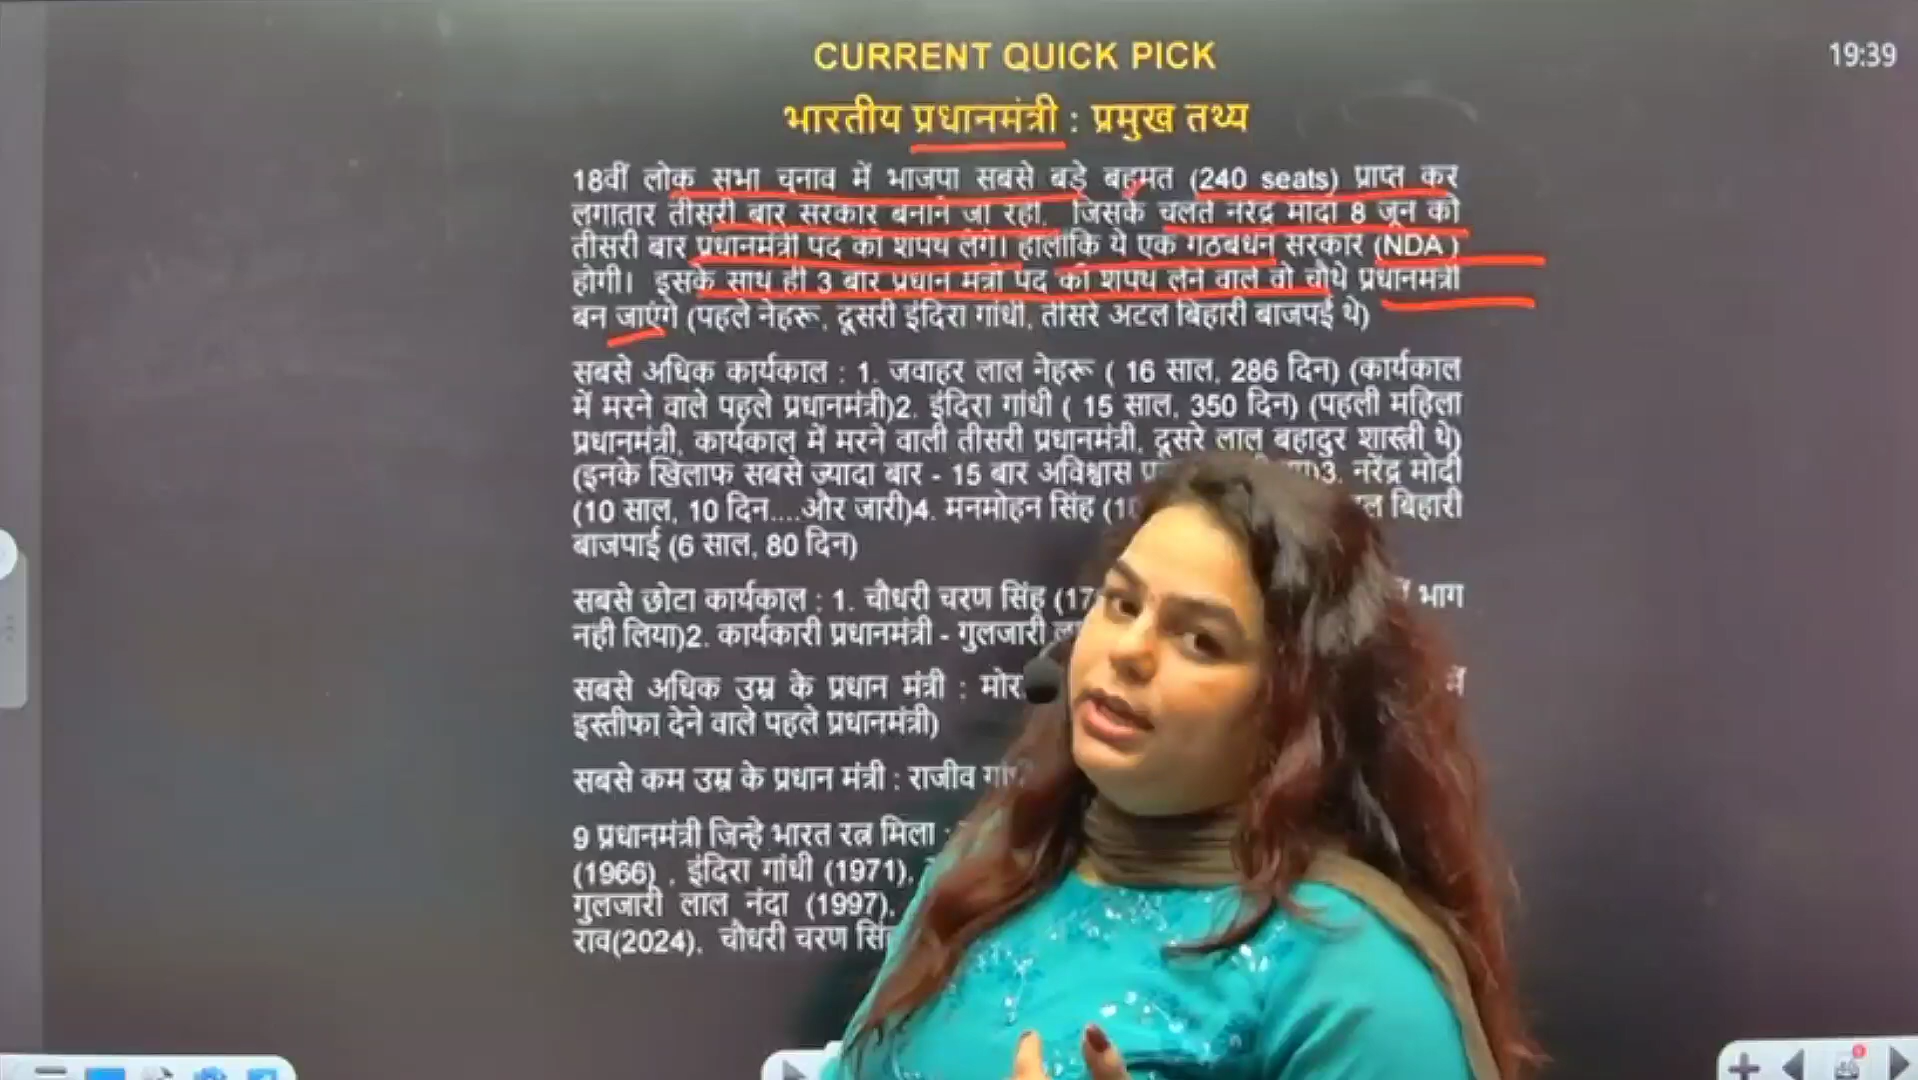 CURRENT QUICK PICK
19:39
भारतीय प्रधानमंत्री : प्रमुख तथ्य
18वीं लोक सभा चुनाव में भाजपा सबसे बड़े बहुमत (240 seats) प्राप्त कर
लगातार तीसरी बार सरकार बनाने जा रही. जिसके चलते नरेंद्र मोदी 8 जून को
तीसरी बार प्रधानमंत्री पद की शपथ लेंगे। हालांकि ये एक गठबंधन सरकार (NDA )
होगी। इसके साथ ही 3 बार प्रधान मंत्री पद की शपथ लेने वाले वो चौथे प्रधानमंत्री
बन जाएंगे (पहले नेहरू, दूसरी इंदिरा गांधी, तीसरे अटल बिहारी बाजपई थे)
सबसे अधिक कार्यकाल : 1. जवाहर लाल नेहरू ( 16 साल, 286 दिन) (कार्यकाल
में मरने वाले पहले प्रधानमंत्री)2. इंदिरा गांधी ( 15 साल, 350 दिन) (पहली महिला
प्रधानमंत्री, कार्यकाल में मरने वाली तीसरी प्रधानमंत्री, दूसरे लाल बहादुर शास्त्री थे)
(इनके खिलाफ सबसे ज्यादा बार - 15 बार अविश्वास 3. नरेंद्र मोदी
(10 साल, 10 दिन....और जारी)4. मनमोहन सिंह बिहारी
बाजपाई (6 साल, 80 दिन)
सबसे छोटा कार्यकाल : 1. चौधरी चरण सिंह (17 भाग
नही लिया)2. कार्यकारी प्रधानमंत्री - गुलजारी
सबसे अधिक उम्र के प्रधान मंत्री :
इस्तीफा देने वाले पहले प्रधानमंत्री)
सबसे कम उम्र के प्रधान मंत्री : राजीव
9 प्रधानमंत्री जिन्हे भारत रत्न मिला :
(1966) , इंदिरा गांधी (1971),
गुलजारी लाल नंदा (1997),
राव(2024), चौधरी चरण